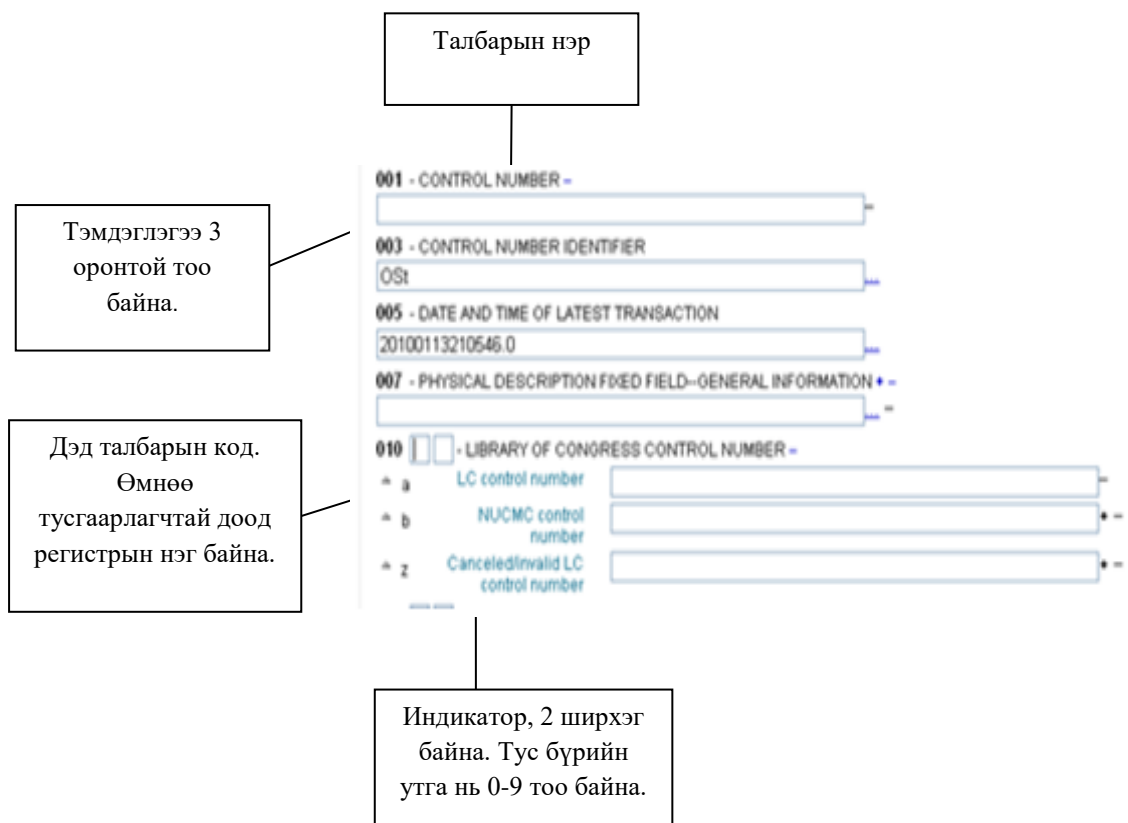 Талбарын нэр
001 - CONTROL NUMBER –
Тэмдэглэгээ 3
оронтой тоо
байна.
003 - CONTROL NUMBER IDENTIFIER
OSt
...
005 - DATE AND TIME OF LATEST TRANSACTION
20100113210546.0
...
007 - PHYSICAL DESCRIPTION FIXED FIELD--GENERAL INFORMATION + –
...
Дэд талбарын код.
Өмнөө
тусгаарлагчтай доод
регистрын нэг байна.
010 - LIBRARY OF CONGRESS CONTROL NUMBER –
a LC control number –
b NUCMC control
number + –
z Canceled/Invalid LC
control number + –
Индикатор, 2 ширхэг
байна. Тус бүрийн
утга нь 0-9 тоо байна.